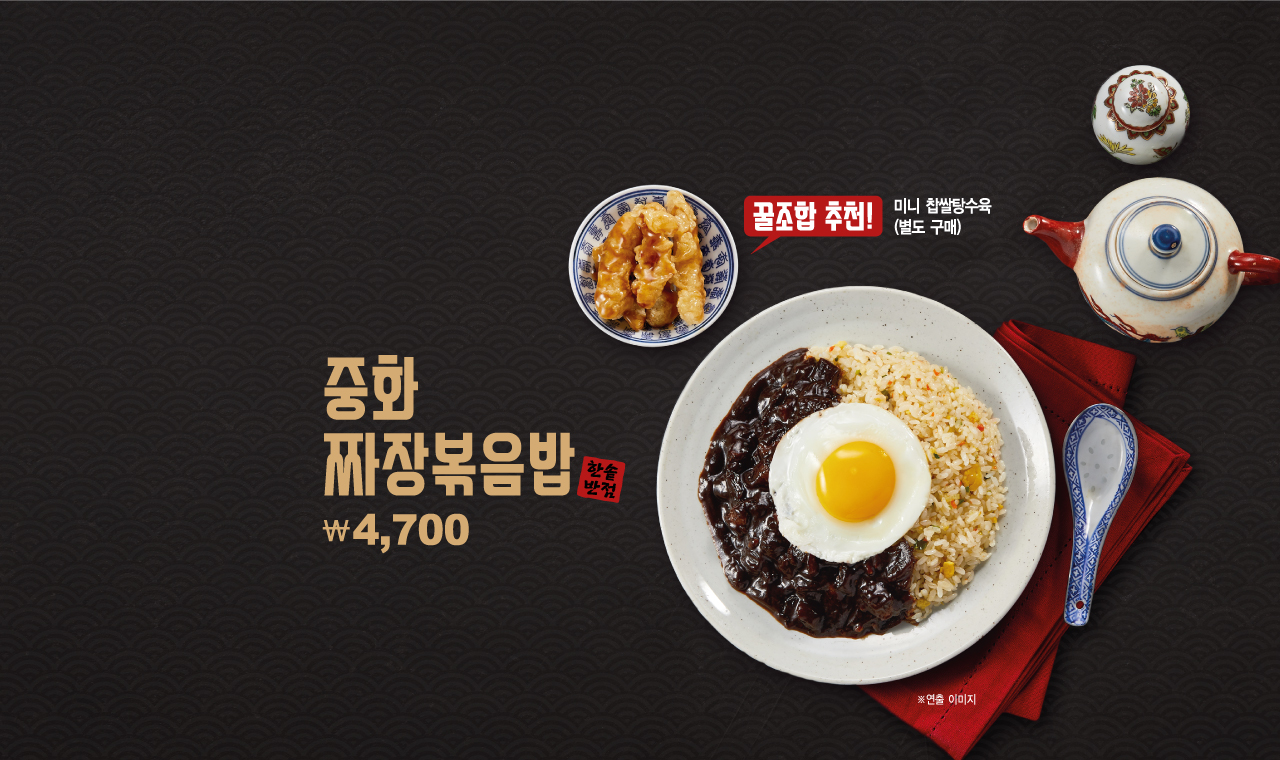 꿀조합 추천!
미니 찹쌀탕수육
(별도 구매)
중화
짜장볶음밥
한솥
반점
₩4,700
※연출 이미지